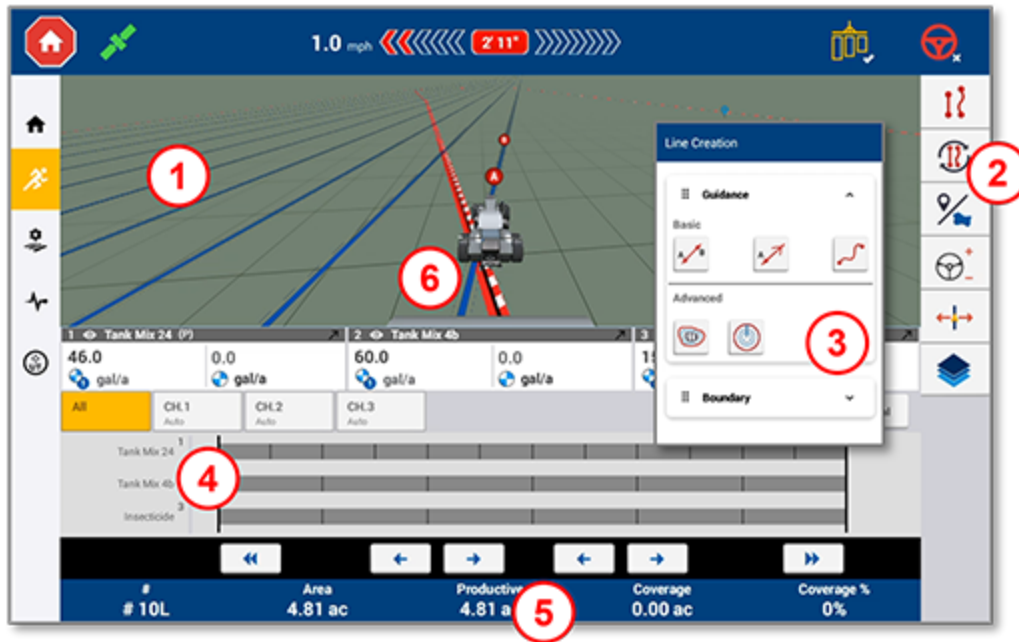 1.0 mph 2' 11"
Line Creation
Guidance
Basic
A B
A
Advanced
Boundary
1
2
3
4
5
6
B
A
1 Tank Mix 24 (P)
2 Tank Mix 4b
3
46.0
gal/a
0.0
gal/a
60.0
gal/a
0.0
gal/a
All
CH.1
Auto
CH.2
Auto
CH.3
Auto
Tank Mix 24 1
Tank Mix 4b
Insecticide 3
# Area Productive Coverage Coverage %
# 10L 4.81 ac 4.81 a 0.00 ac 0%